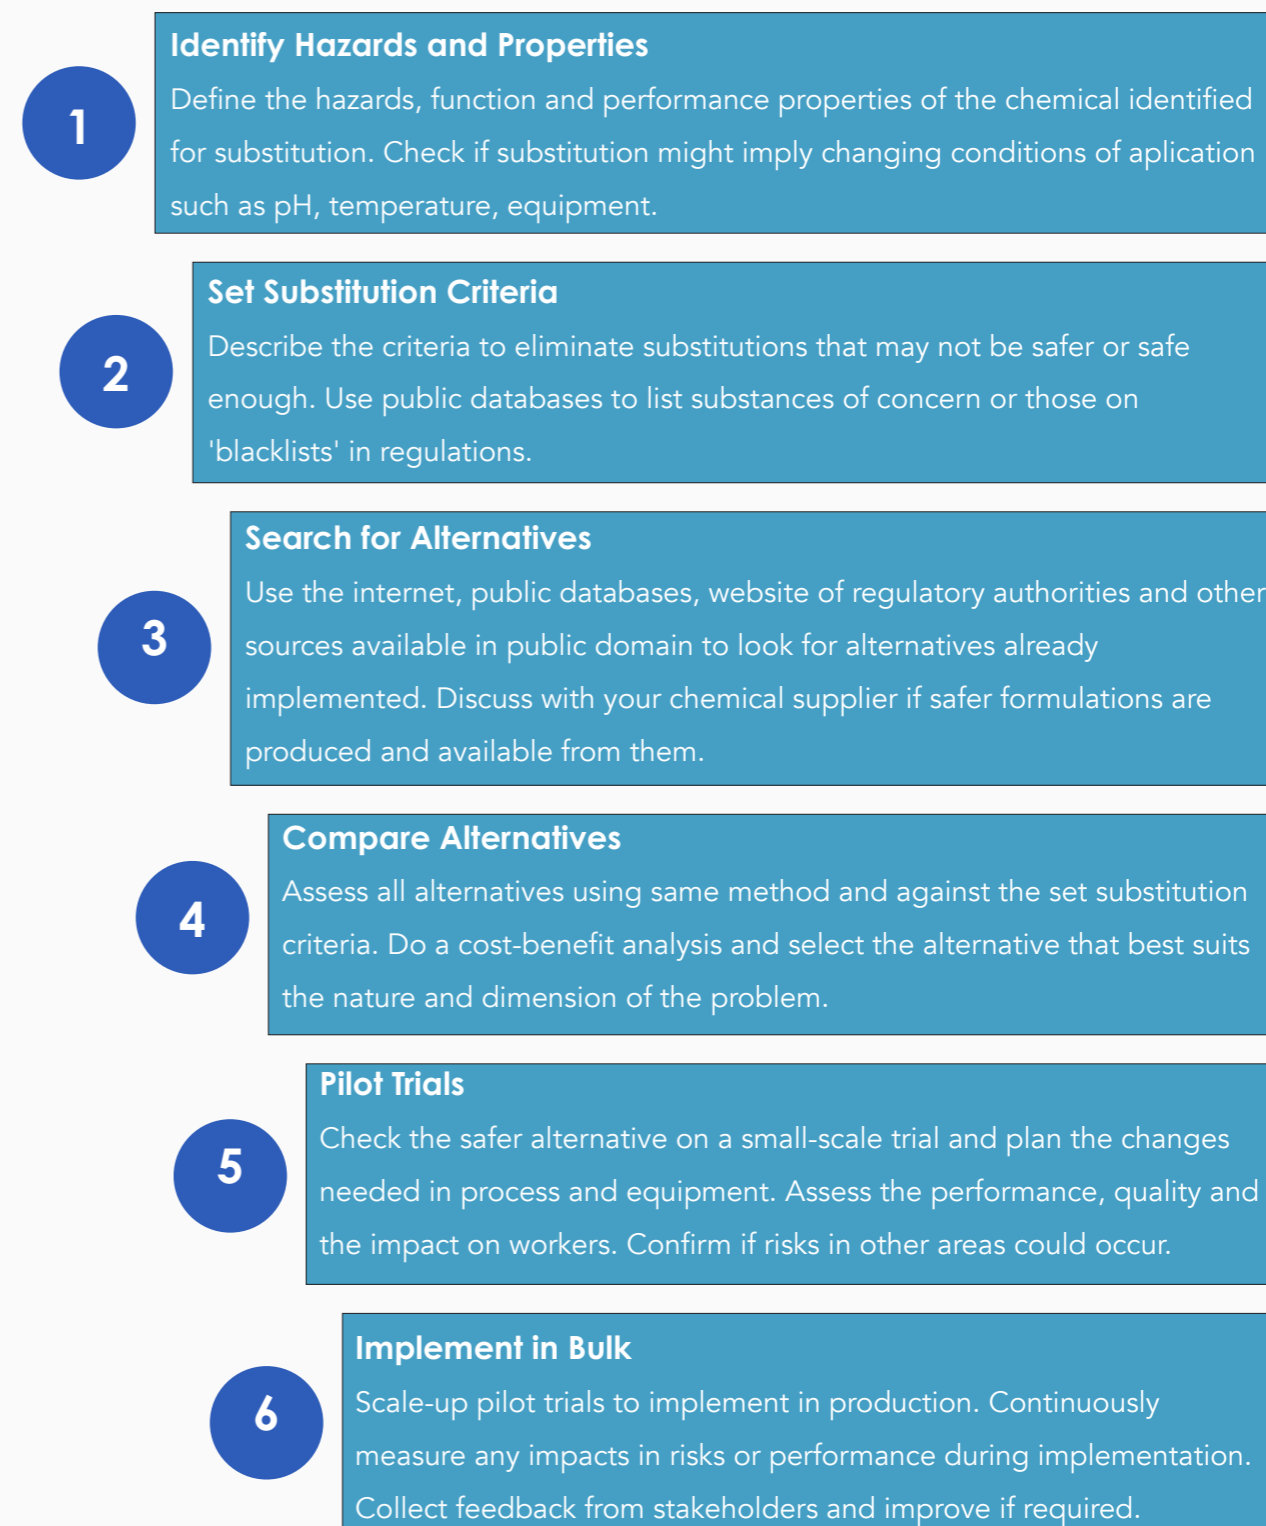 1
Identify Hazards and Properties
Define the hazards, function and performance properties of the chemical identified
for substitution. Check if substitution might imply changing conditions of aplication
such as pH, temperature, equipment.
2
Set Substitution Criteria
Describe the criteria to eliminate substitutions that may not be safer or safe
enough. Use public databases to list substances of concern or those on
'blacklists' in regulations.
3
Search for Alternatives
Use the internet, public databases, website of regulatory authorities and other
sources available in public domain to look for alternatives already
implemented. Discuss with your chemical supplier if safer formulations are
produced and available from them.
4
Compare Alternatives
Assess all alternatives using same method and against the set substitution
criteria. Do a cost-benefit analysis and select the alternative that best suits
the nature and dimension of the problem.
5
Pilot Trials
Check the safer alternative on a small-scale trial and plan the changes
needed in process and equipment. Assess the performance, quality and
the impact on workers. Confirm if risks in other areas could occur.
6
Implement in Bulk
Scale-up pilot trials to implement in production. Continuously
measure any impacts in risks or performance during implementation.
Collect feedback from stakeholders and improve if required.